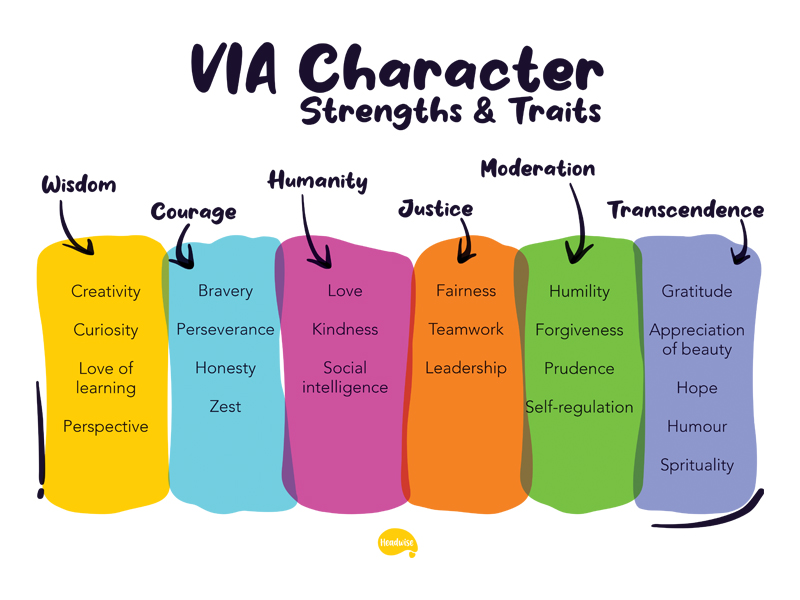 VIA Character
Strengths & Traits
Wisdom
Creativity
Curiosity
Love of
learning
Perspective
Courage
Bravery
Perseverance
Honesty
Zest
Humanity
Love
Kindness
Social
intelligence
Justice
Fairness
Teamwork
Leadership
Moderation
Humility
Forgiveness
Prudence
Self-regulation
Transcendence
Gratitude
Appreciation
of beauty
Hope
Humour
Sprituality
Headwise